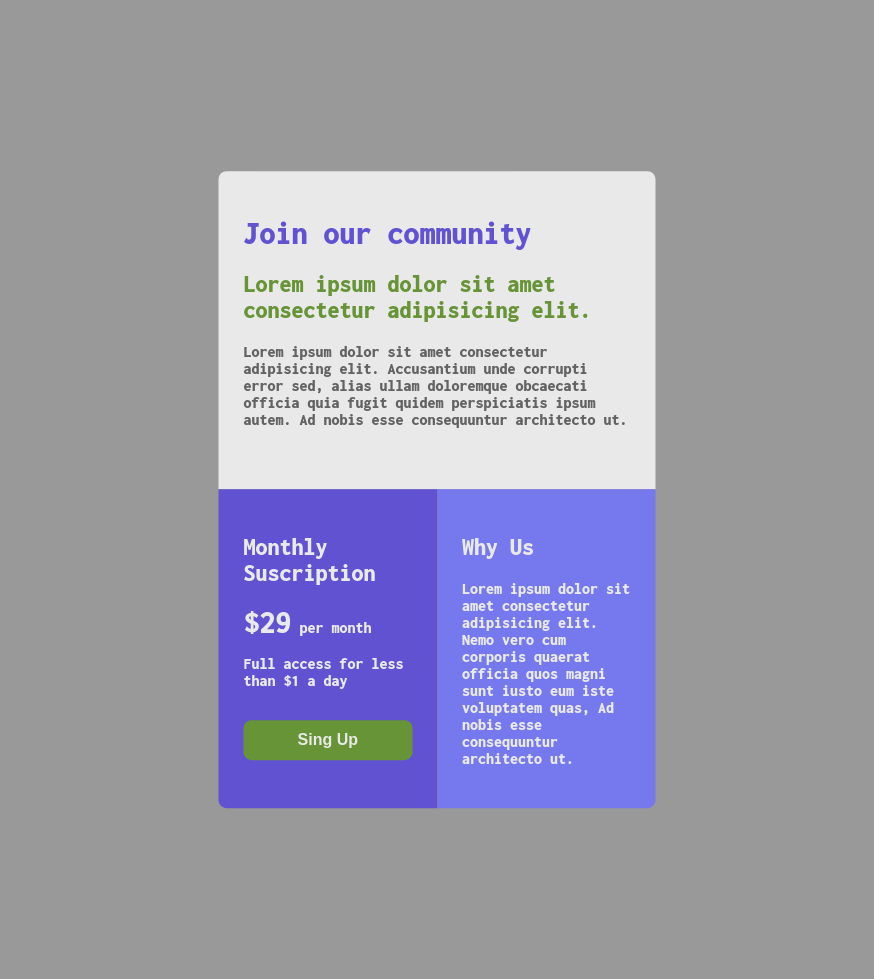 Join our community
Lorem ipsum dolor sit amet
consectetur adipisicing elit.
Lorem ipsum dolor sit amet consectetur
adipisicing elit. Accusantium unde corrupti
error sed, alias ullam doloremque obcaecati
officia quia fugit quidem perspiciatis ipsum
autem. Ad nobis esse consequuntur architecto ut.
Monthly
Suscription
$29 per month
Full access for less
than $1 a day
Sing Up
Why Us
Lorem ipsum dolor sit
amet consectetur
adipisicing elit.
Nemo vero cum
corporis quaerat
officia quos magni
sunt iusto eum iste
voluptatem quas, Ad
nobis esse
consequuntur
architecto ut.